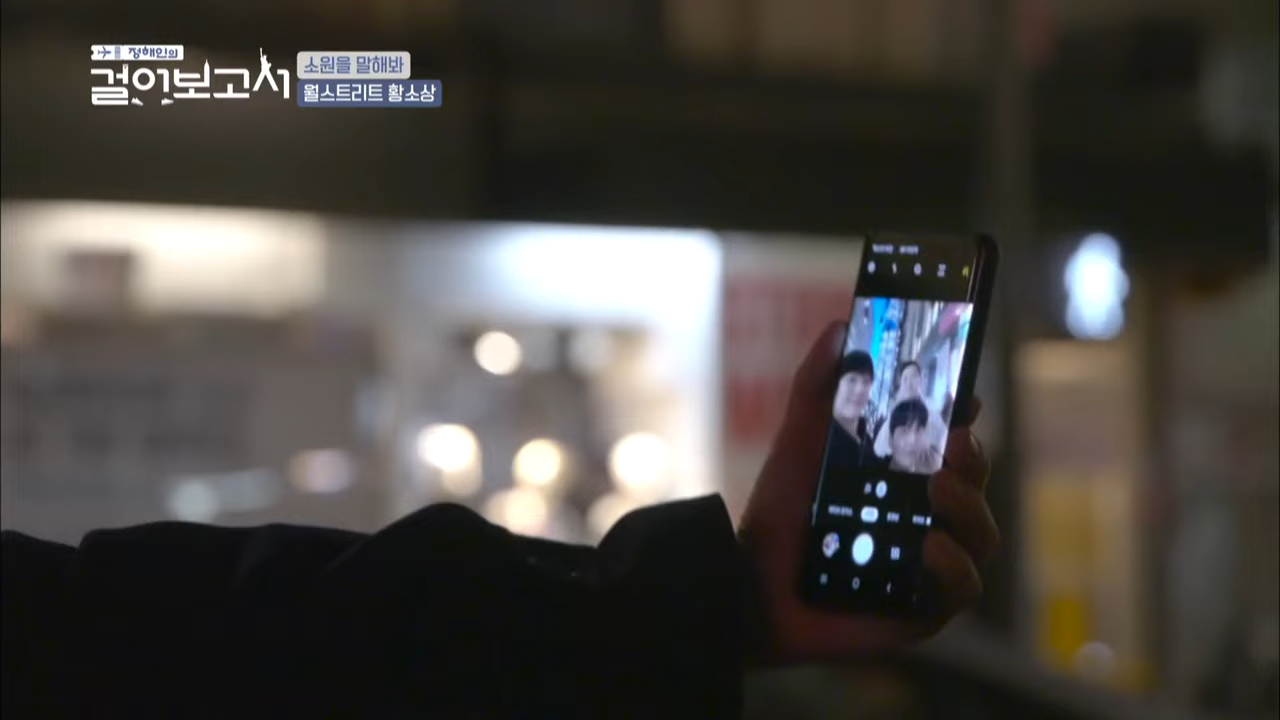 정해인의
걸어보고서
소원을 말해봐
월스트리트 황소상